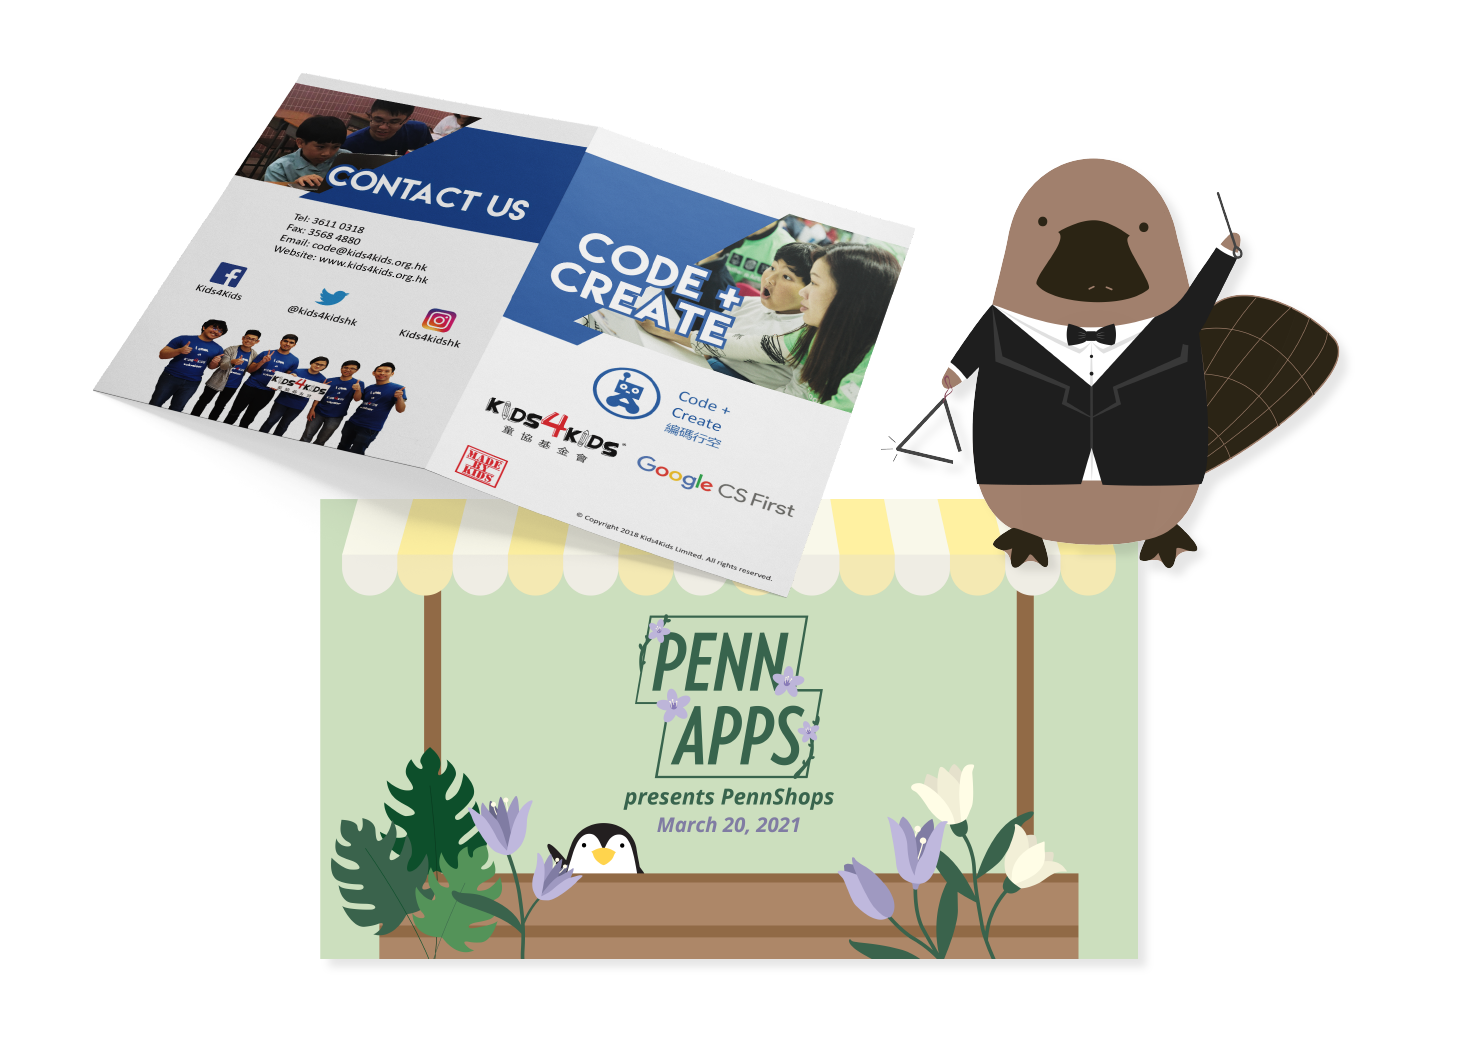 CONTACT US
Tel: 3611 0318
Fax: 3568 4880
Email: code@kids4kids.org.hk
Website: www.kids4kids.org.hk
Kids4Kids
@kids4kidshk
Kids4kidshk
KIDS4KIDS
CODE +
CREATE
Code +
Create
編碼行空
KIDS4KIDS
童協基金會
MADE
BY
KIDS
Google CS First
© Copyright 2018 Kids4Kids Limited. All rights reserved.
PENN
APPS
presents PennShops
March 20, 2021